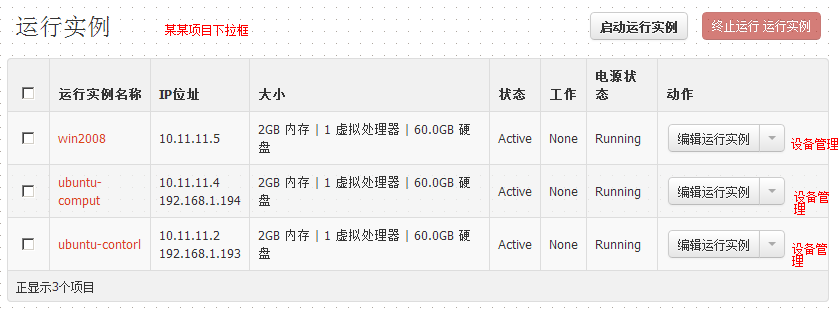 运行实例
某某项目下拉框
启动运行实例
终止运行 运行实例
运行实例名称
IP位址
大小
状态
工作
电源状
态
动作
win2008
10.11.11.5
2GB 内存 | 1 虚拟处理器 | 60.0GB 硬
盘
Active
None
Running
编辑运行实例
设备管理
ubuntu-
comput
10.11.11.4
192.168.1.194
2GB 内存 | 1 虚拟处理器 | 60.0GB 硬
盘
Active
None
Running
编辑运行实例
设备管
理
ubuntu-contorl
10.11.11.2
192.168.1.193
2GB 内存 | 1 虚拟处理器 | 60.0GB 硬
盘
Active
None
Running
编辑运行实例
设备管
理
正显示3个项目